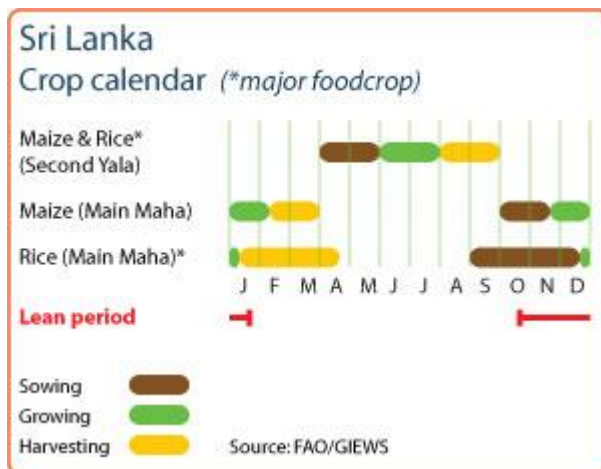 Sri Lanka
Crop calendar (*major foodcrop)
Maize & Rice*
(Second Yala)
Maize (Main Maha)
Rice (Main Maha)*
J F M A M J J A S O N D
Lean period
Sowing
Growing
Harvesting
Source: FAO/GIEWS